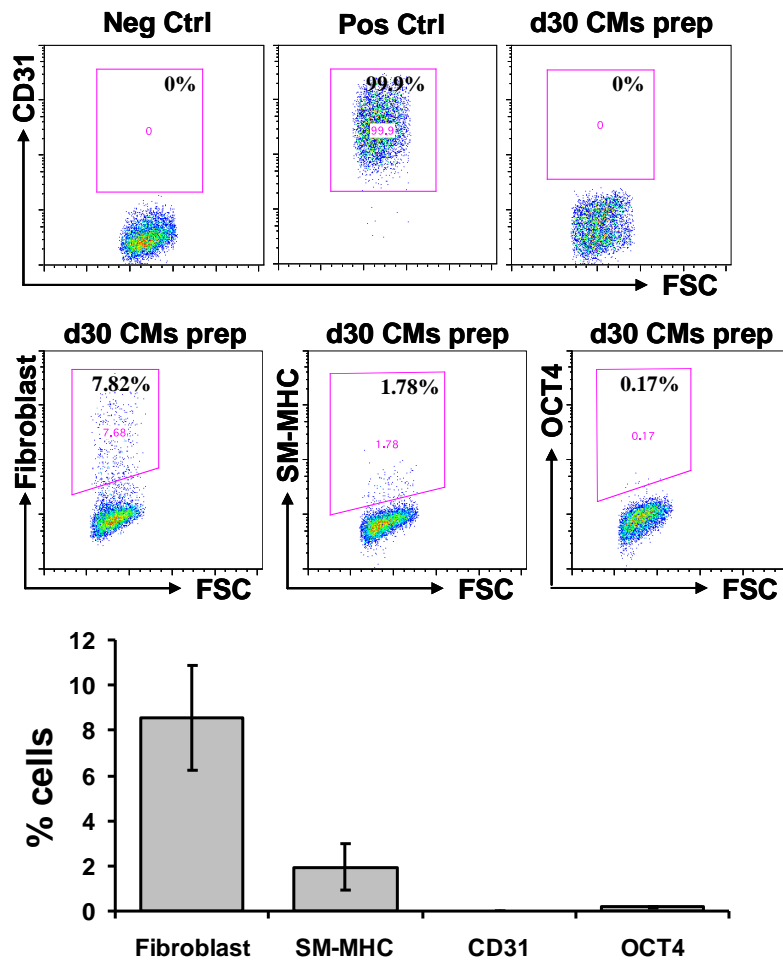 Neg Ctrl
Pos Ctrl
d30 CMs prep
CD31
0%
0
99.9%
99.9
0%
0
FSC
d30 CMs prep
d30 CMs prep
d30 CMs prep
Fibroblast
7.82%
7.68
FSC
SM-MHC
1.78%
1.78
FSC
OCT4
0.17%
0.17
FSC
% cells
12
10
8
6
4
2
0
Fibroblast
SM-MHC
CD31
OCT4